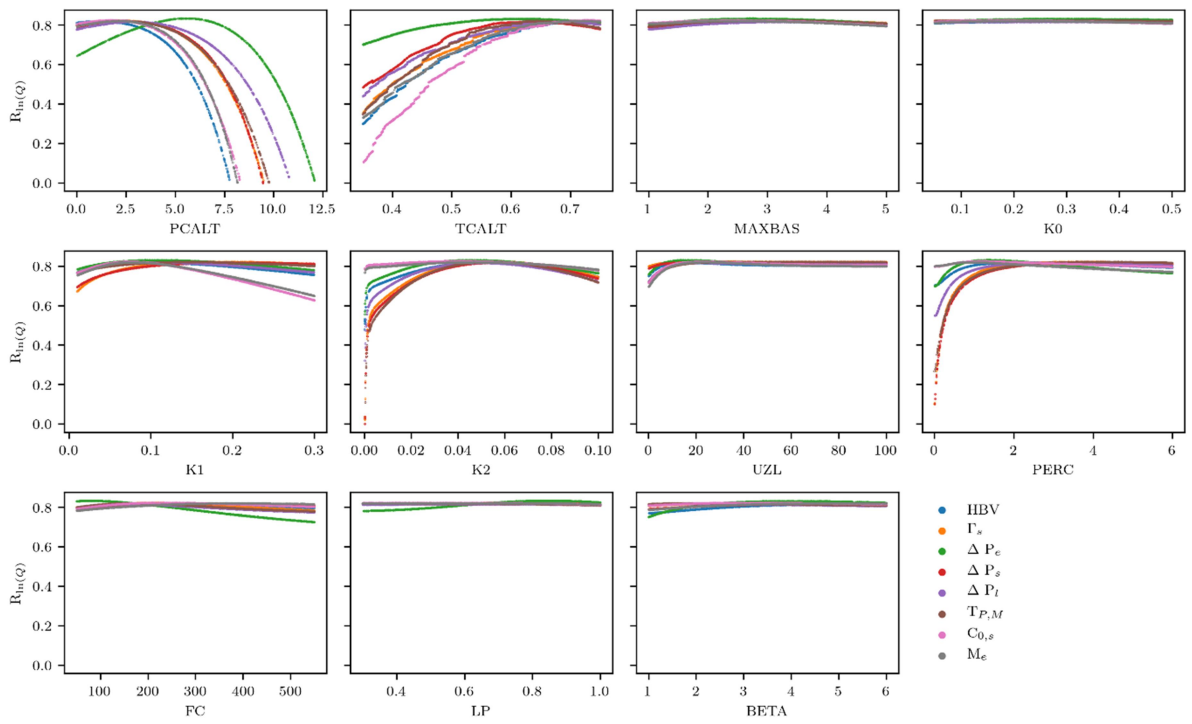 R_ln(Q)
0.8
0.6
0.4
0.2
0.0
0.0 2.5 5.0 7.5 10.0 12.5
PCALT
0.4 0.5 0.6 0.7
TCALT
1 2 3 4 5
MAXBAS
0.1 0.2 0.3 0.4 0.5
K0
R_ln(Q)
0.8
0.6
0.4
0.2
0.0
0.0 0.1 0.2 0.3
K1
0.00 0.02 0.04 0.06 0.08 0.10
K2
0 20 40 60 80 100
UZL
0 2 4 6
PERC
R_ln(Q)
0.8
0.6
0.4
0.2
0.0
100 200 300 400 500
FC
0.4 0.6 0.8 1.0
LP
1 2 3 4 5 6
BETA
HBV
Γ_s
Δ P_e
Δ P_s
Δ P_l
T_P,M
C_0,s
M_e